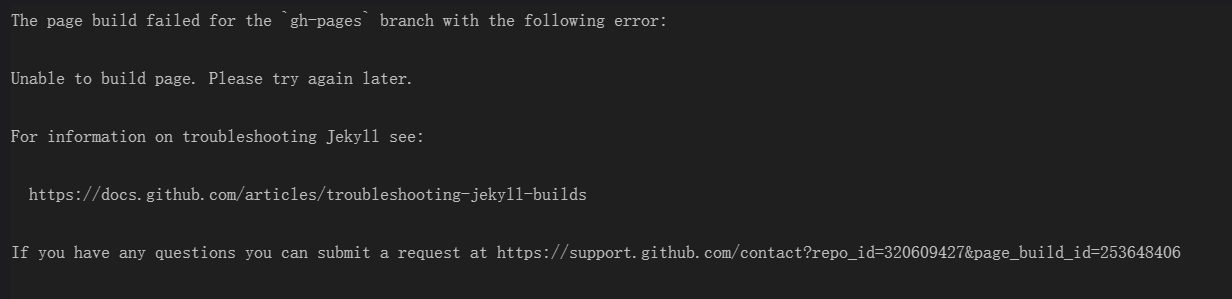 The page build failed for the `gh-pages` branch with the following error:
Unable to build page. Please try again later.
For information on troubleshooting Jekyll see:
https://docs.github.com/articles/troubleshooting-jekyll-builds
If you have any questions you can submit a request at https://support.github.com/contact?repo_id=320609427&page_build_id=253648406